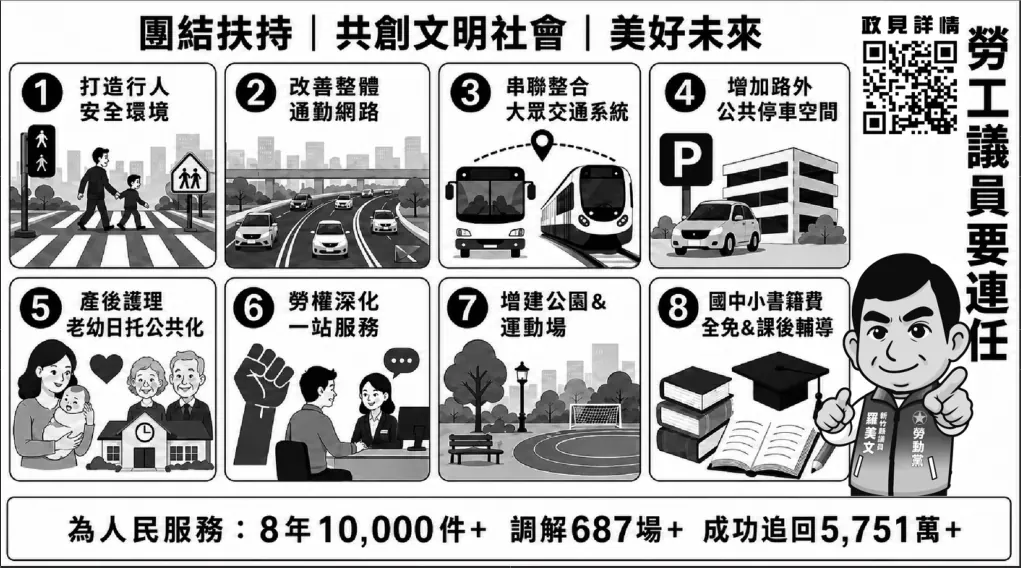 團結扶持｜共創文明社會｜美好未來
政見詳情
勞工議員要連任
1 打造行人
安全環境
2 改善整體
通勤網路
3 串聯整合
大眾交通系統
4 增加路外
公共停車空間
P
5 產後護理
老幼日托公共化
6 勞權深化
一站服務
7 增建公園&
運動場
8 國中小書籍費
全免&課後輔導
新竹縣議員
羅美文
勞動黨
為人民服務：8年10,000件+ 調解687場+ 成功追回5,751萬+